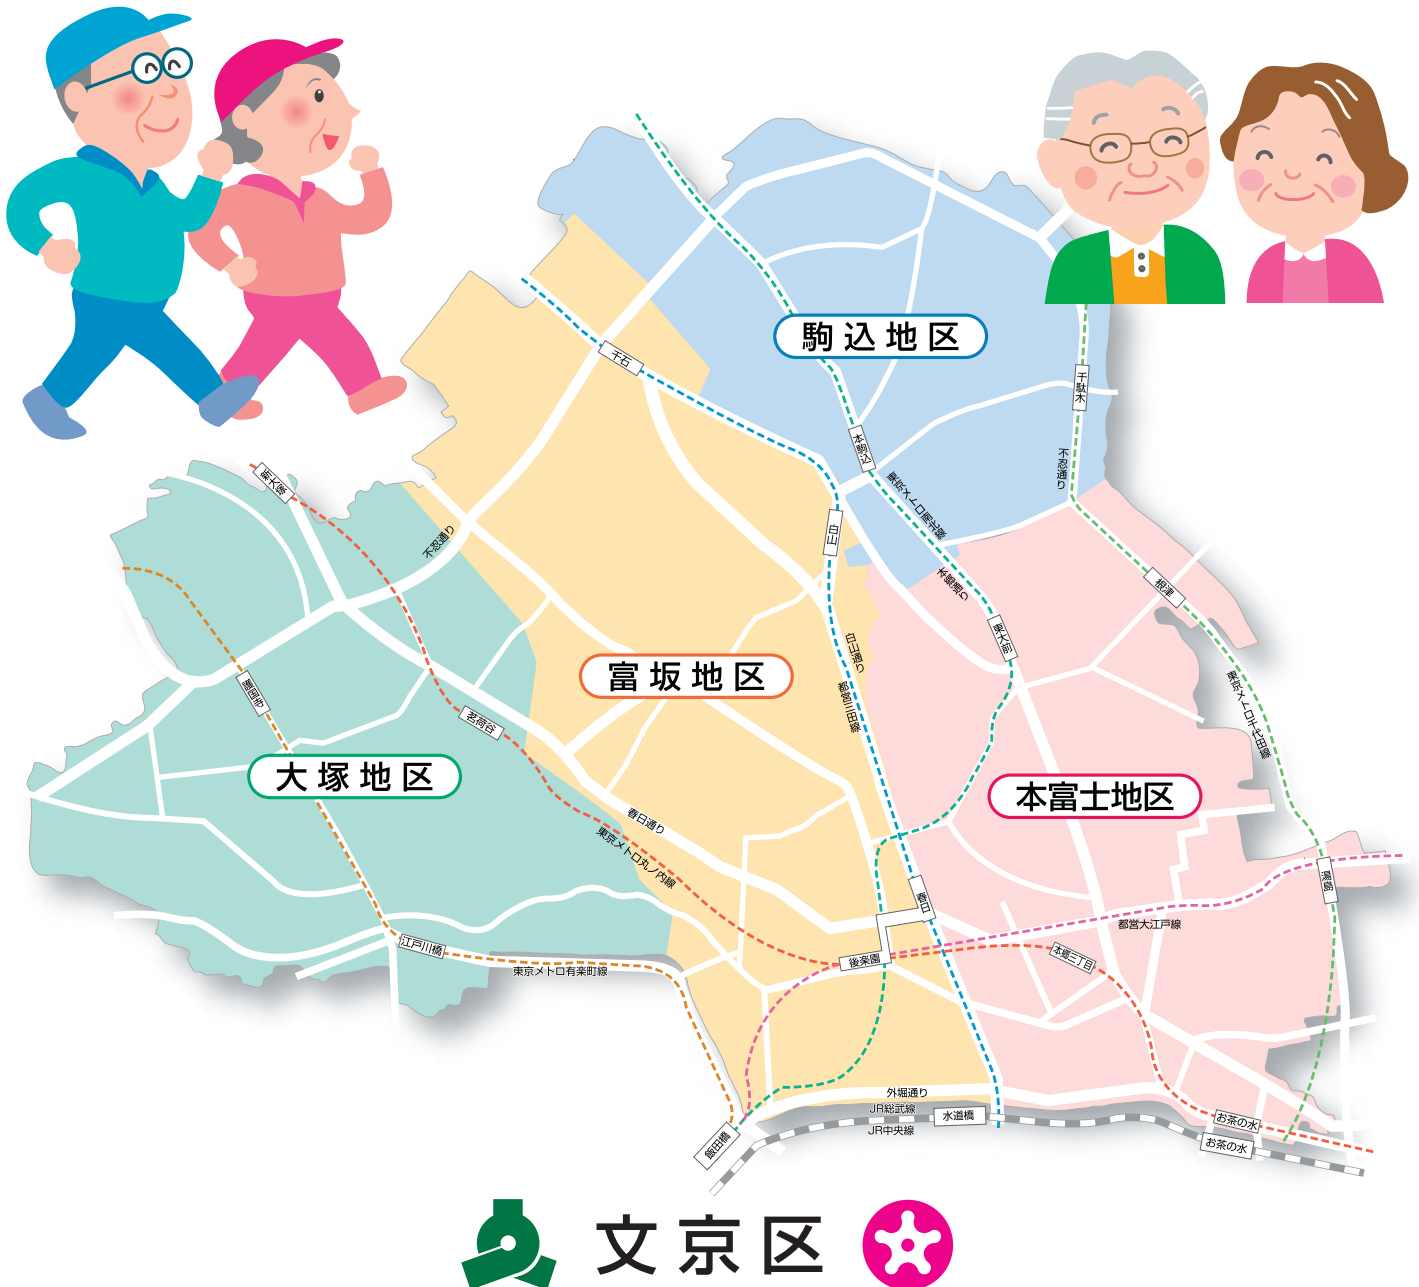 駒込地区
千石
千駄木
本駒込
不忍通り
新大塚
東京メトロ南北線
白山
不忍通り
本郷通り
根津
東大前
白山通り
富坂地区
護国寺
都営三田線
東京メトロ千代田線
茗荷谷
大塚地区
本富士地区
春日通り
東京メトロ丸ノ内線
湯島
春日
都営大江戸線
江戸川橋
後楽園
本郷三丁目
東京メトロ有楽町線
外堀通り
JR総武線
水道橋
JR中央線
お茶の水
お茶の水
飯田橋
文京区